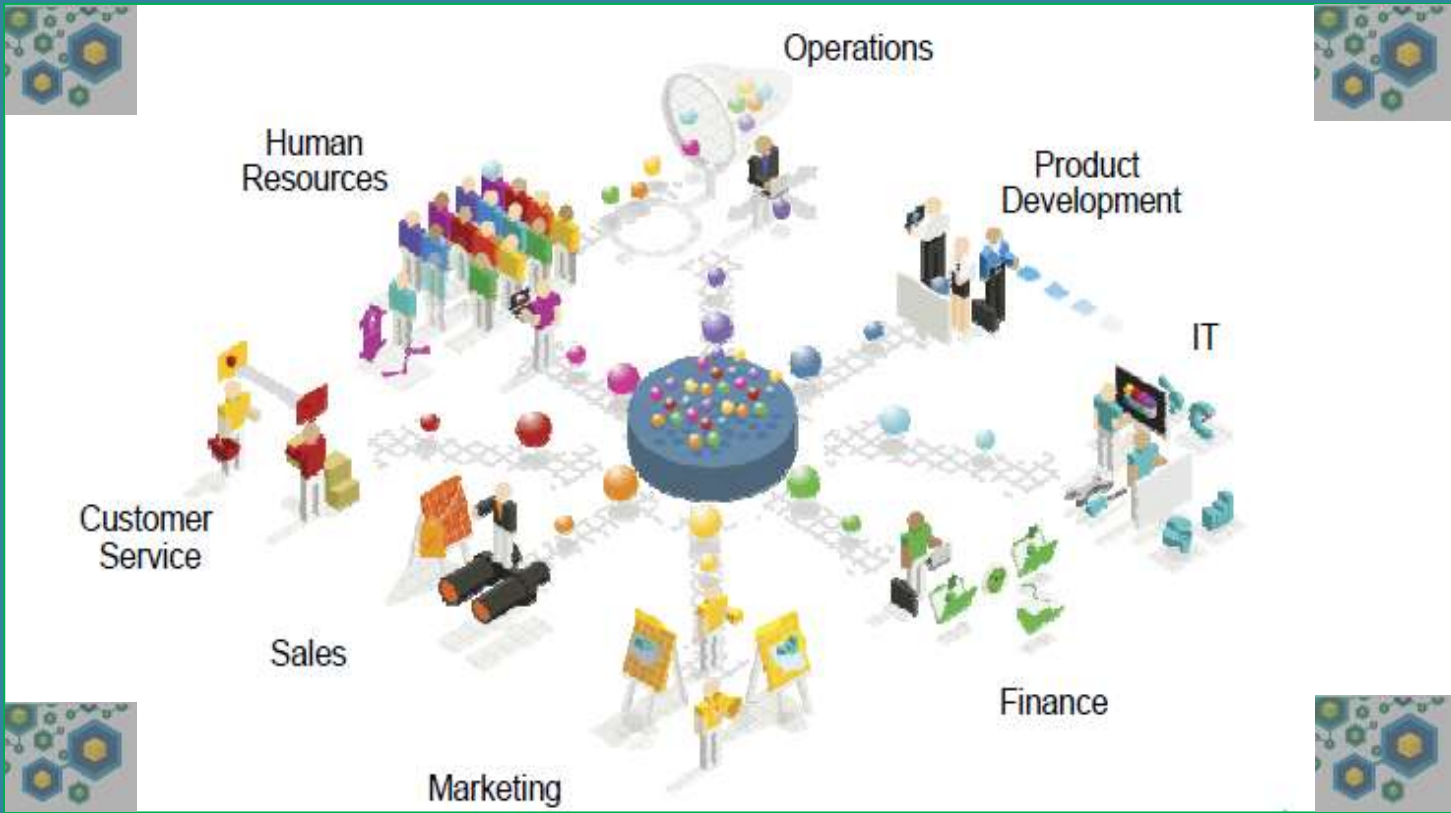 Operations
Human
Resources
Product
Development
IT
Customer
Service
Sales
Finance
Marketing